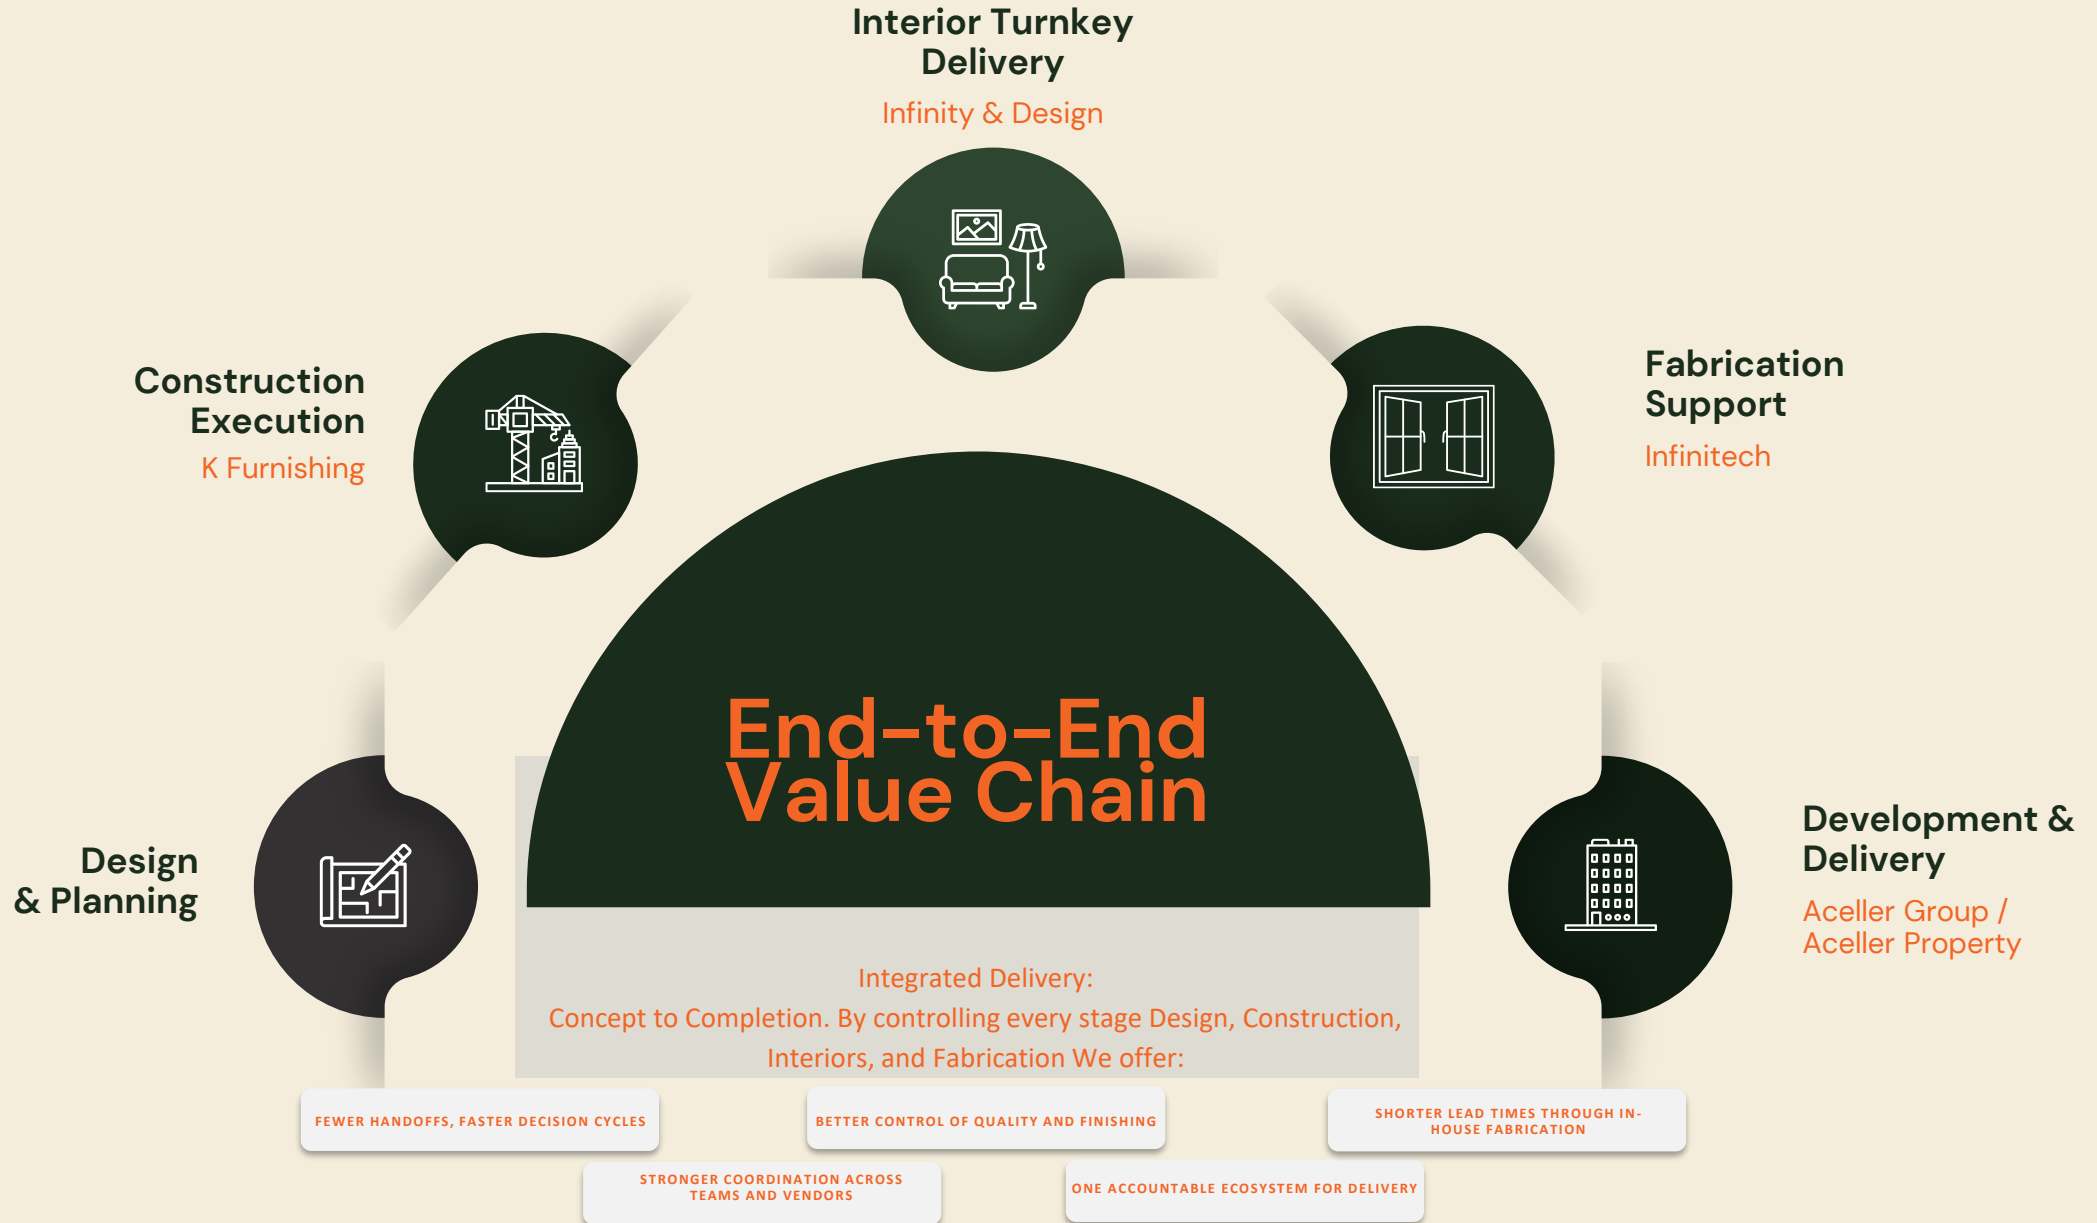 Interior Turnkey
Delivery
Infinity & Design
Construction
Execution
K Furnishing
Fabrication
Support
Infinitech
Design
& Planning
End-to-End
Value Chain
Development &
Delivery
Aceller Group /
Aceller Property
Integrated Delivery:
Concept to Completion. By controlling every stage Design, Construction,
Interiors, and Fabrication We offer:
FEWER HANDOFFS, FASTER DECISION CYCLES
BETTER CONTROL OF QUALITY AND FINISHING
SHORTER LEAD TIMES THROUGH IN-
HOUSE FABRICATION
STRONGER COORDINATION ACROSS
TEAMS AND VENDORS
ONE ACCOUNTABLE ECOSYSTEM FOR DELIVERY